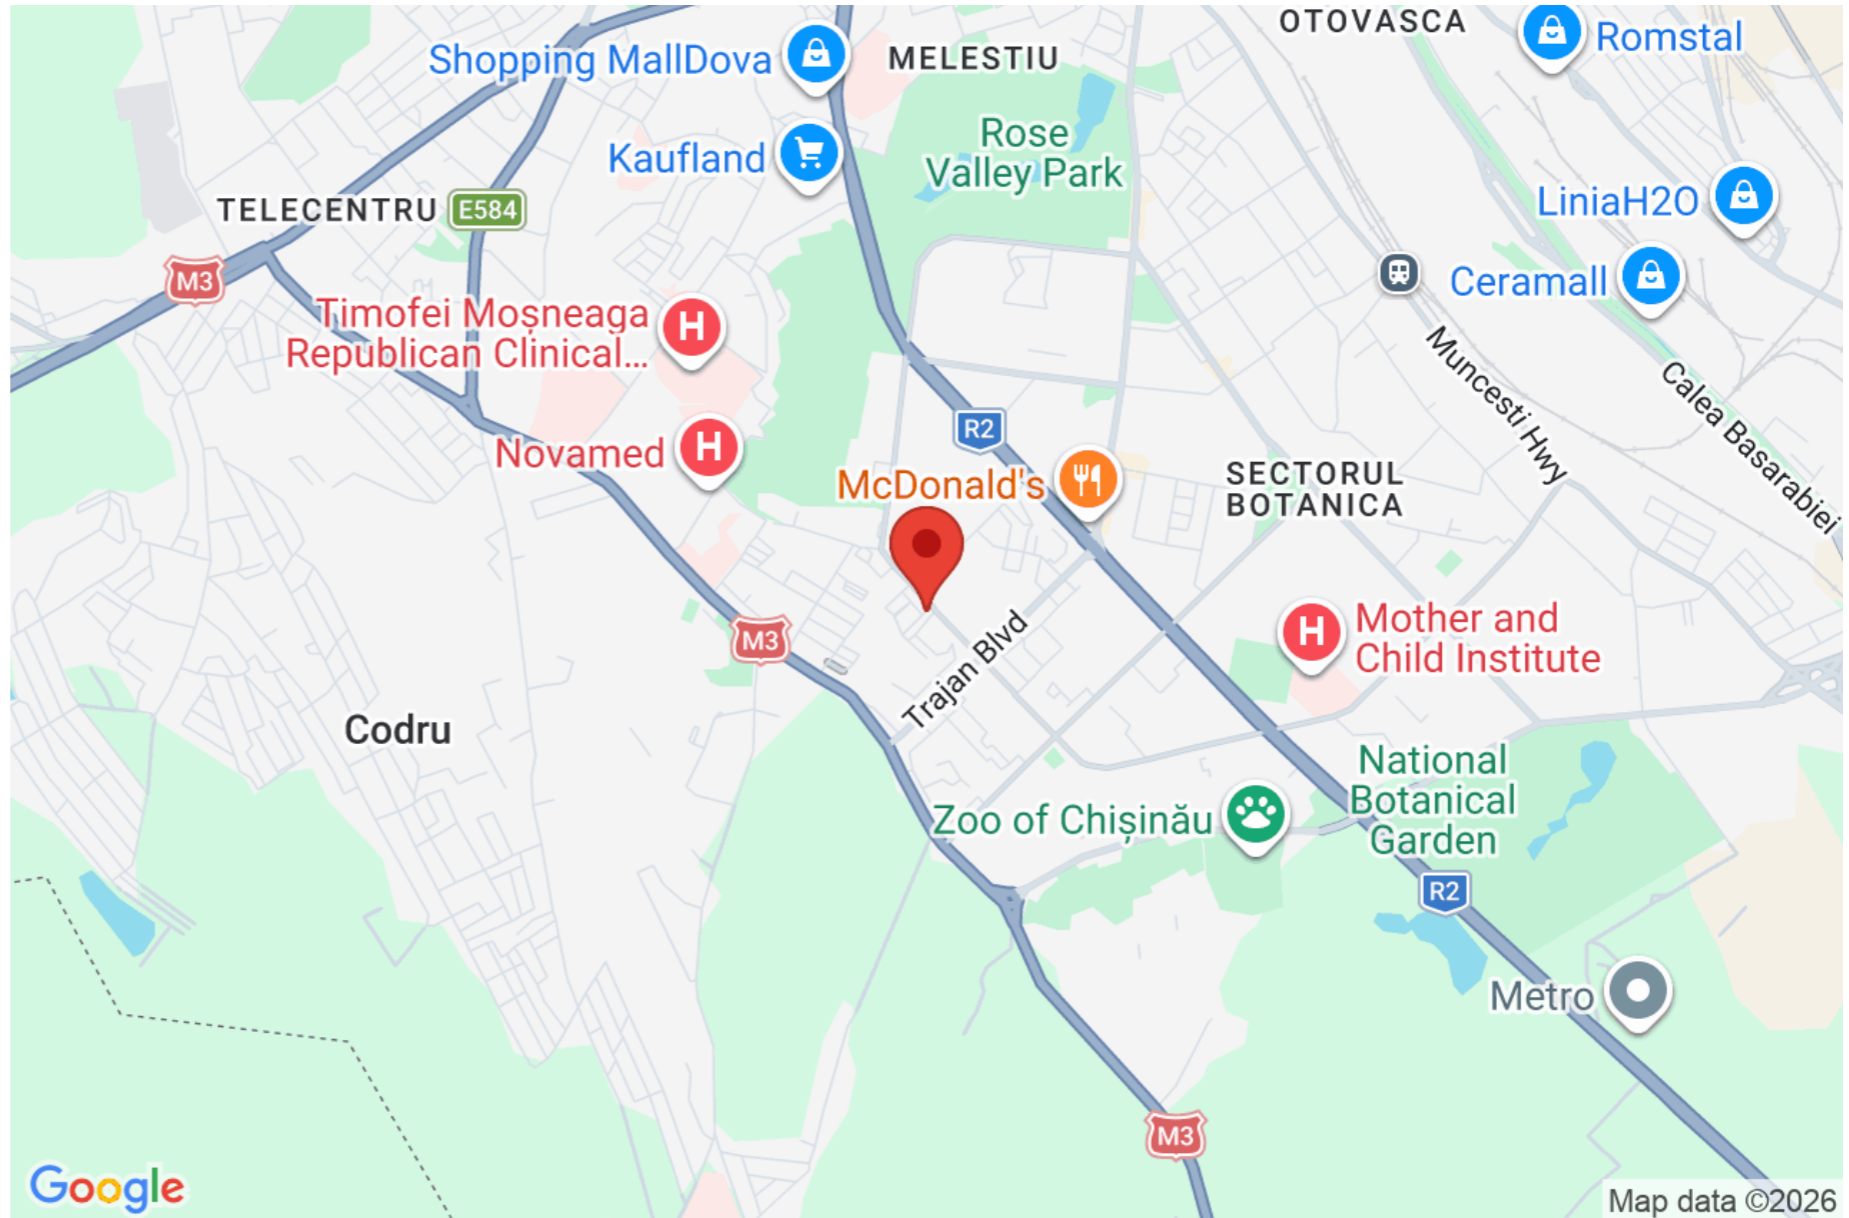 OTOVASCA
Romstal
Shopping MallDova
MELESTIU
Rose
Valley Park
Kaufland
TELECENTRU
E584
LiniaH2O
M3
Ceramall
Timofei Moșneaga
Republican Clinical...
Muncesti Hwy
Calea Basarabiei
R2
Novamed
McDonald's
SECTORUL
BOTANICA
M3
Trajan Blvd
Mother and
Child Institute
Codru
National
Botanical
Garden
Zoo of Chișinău
R2
Metro
M3
Google
Map data ©2026